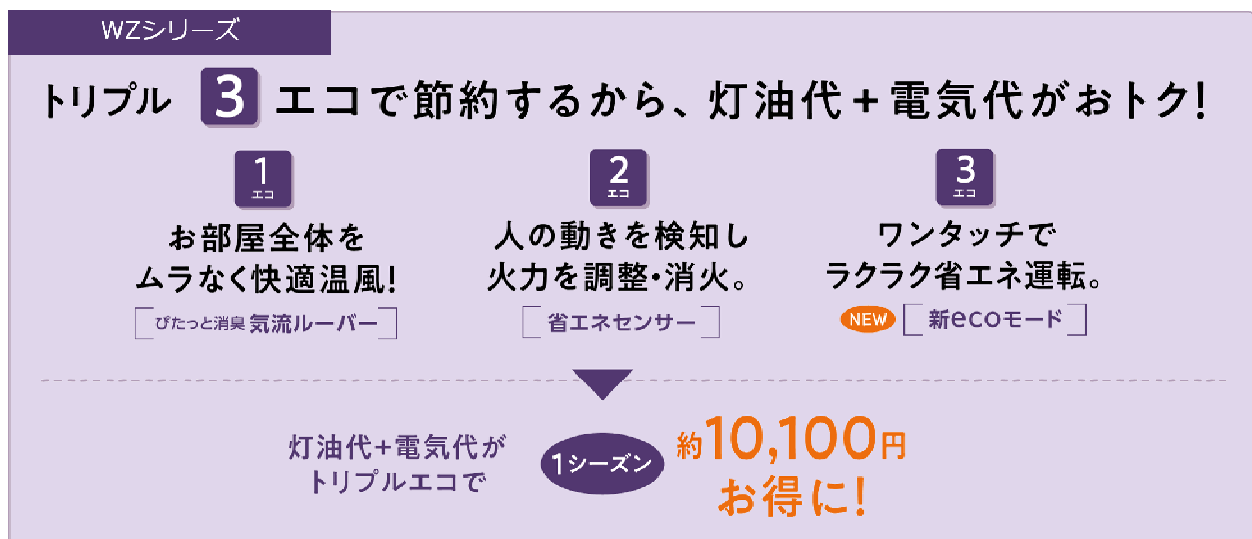 WZシリーズ
トリプル 3 エコで節約するから、灯油代+電気代がおトク!
1
エコ
お部屋全体を
ムラなく快適温風!
ぴたっと消臭 気流ルーバー
2
エコ
人の動きを検知し
火力を調整・消火。
省エネセンサー
3
エコ
ワンタッチで
ラクラク省エネ運転。
NEW 新ecoモード
灯油代+電気代が
トリプルエコで
1シーズン
約10,100円
お得に!